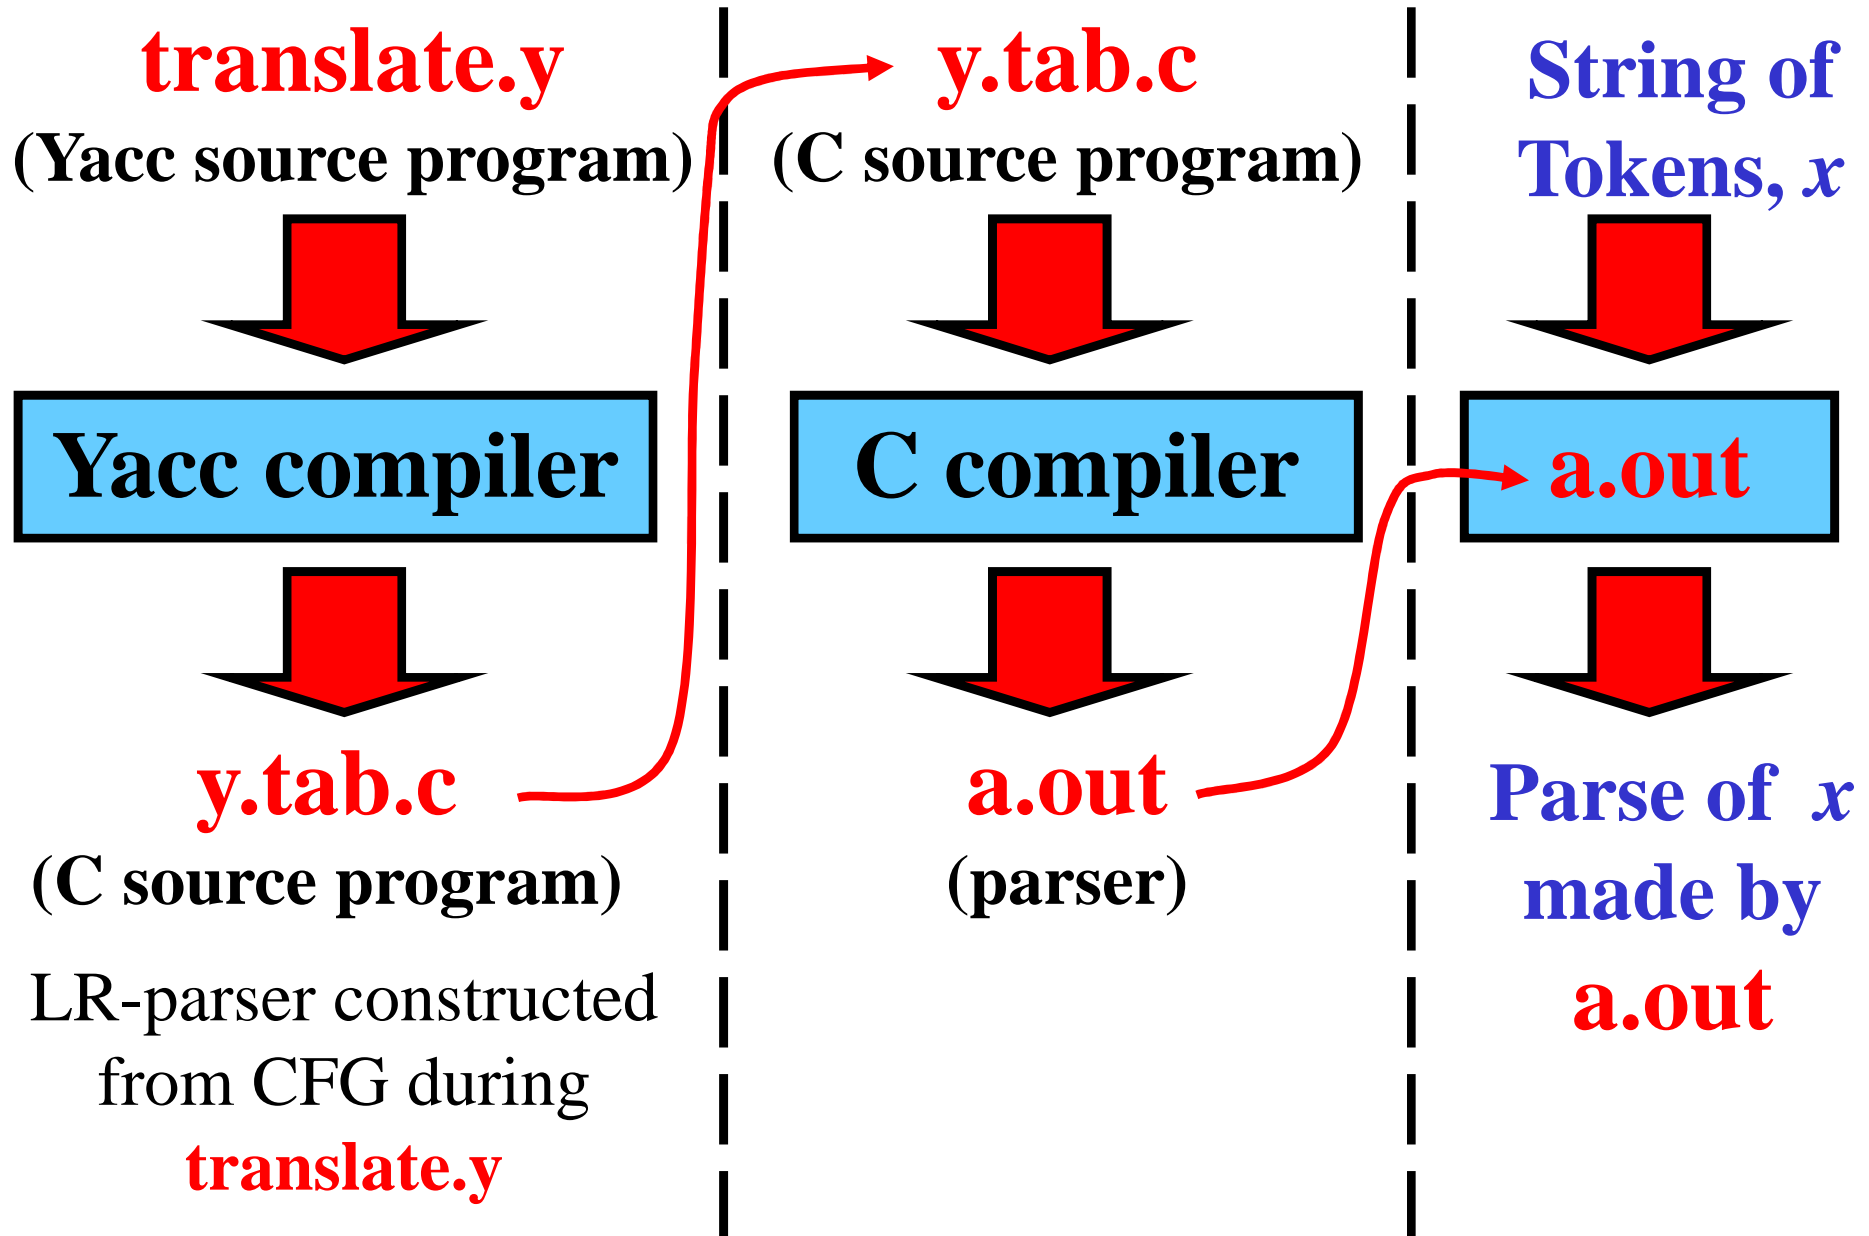 translate.y
(Yacc source program)
Yacc compiler
y.tab.c
(C source program)
LR-parser constructed
from CFG during
translate.y
y.tab.c
(C source program)
C compiler
a.out
(parser)
String of
Tokens, x
a.out
Parse of x
made by
a.out